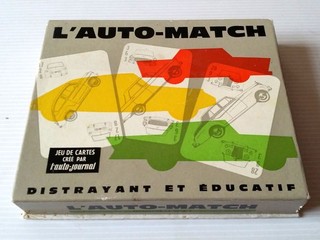 L'AUTO-MATCH
JEU DE CARTES
CRÉÉ PAR
l'auto-journal
DISTRAYANT ET ÉDUCATIF
L'AUTO-MATCH